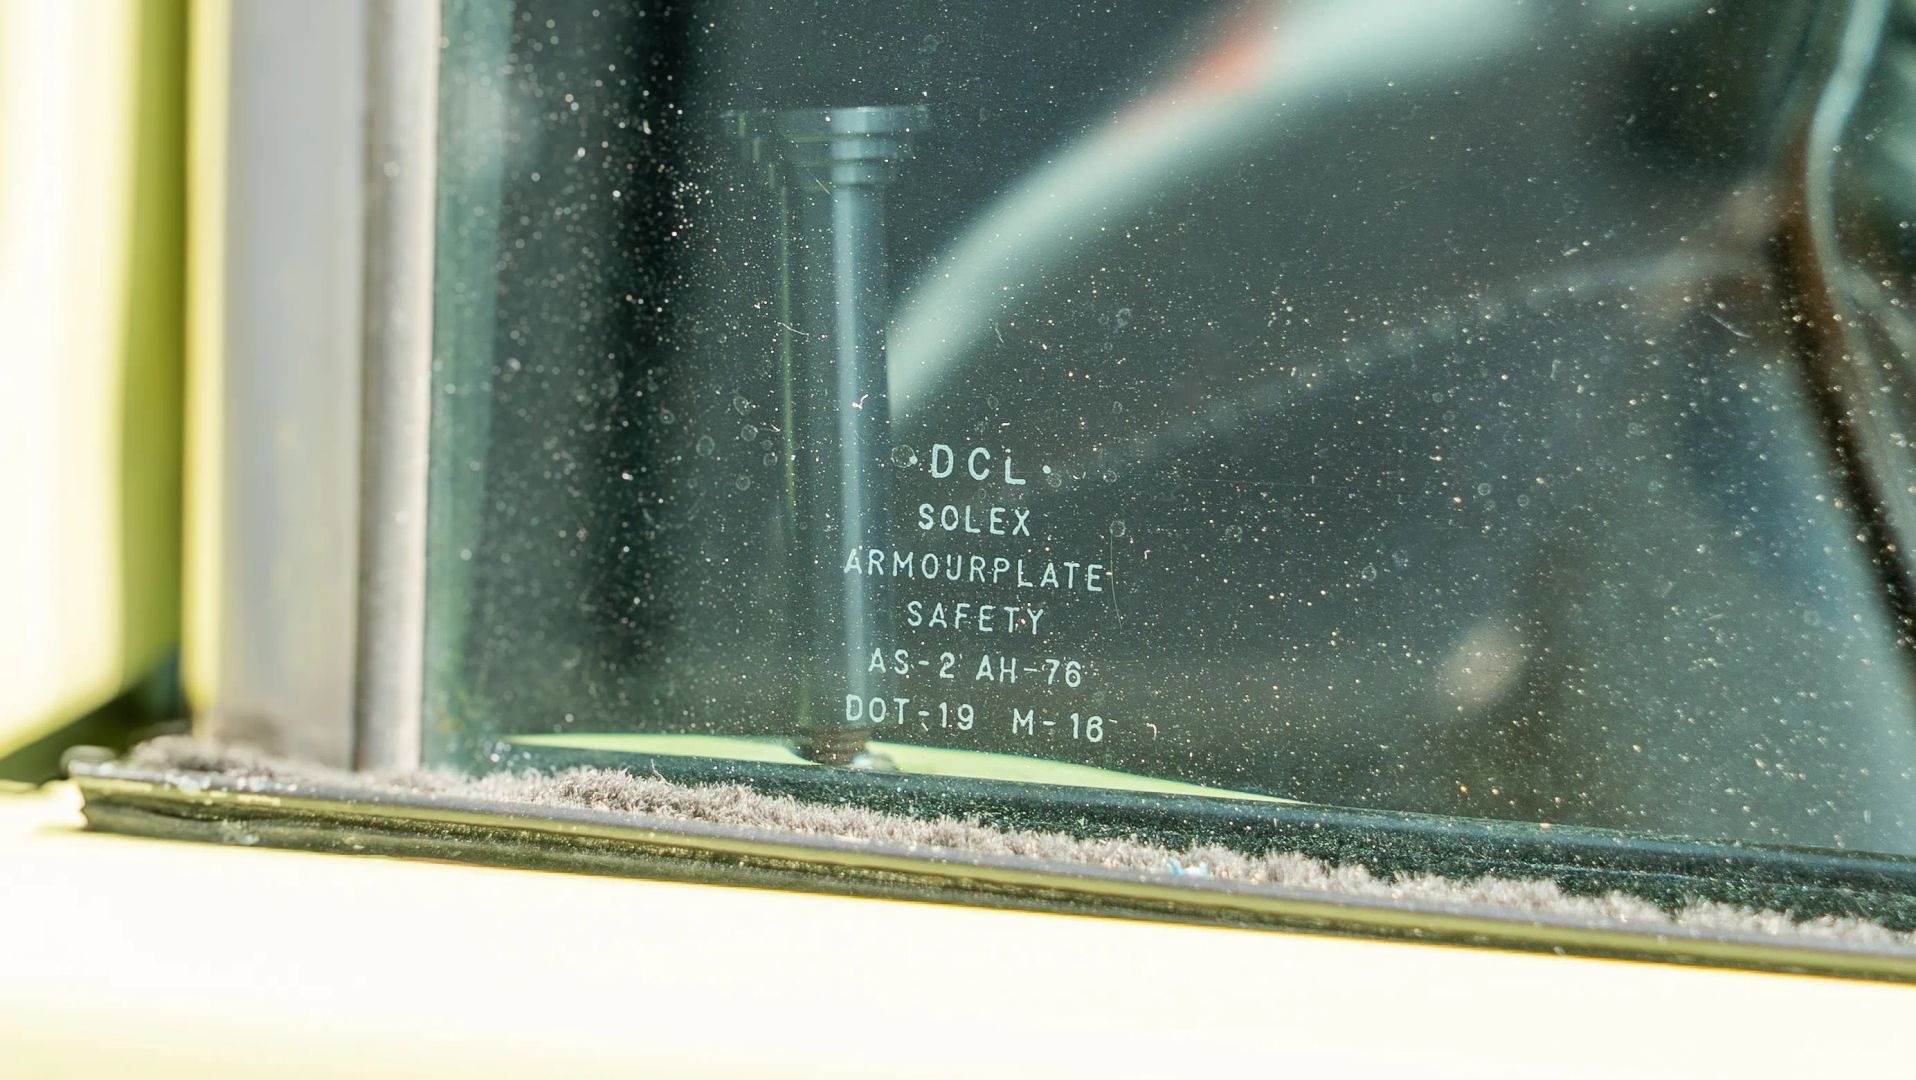 ·DCL·
SOLEX
ARMOURPLATE
SAFETY
AS-2 AH-76
DOT-19 M-16